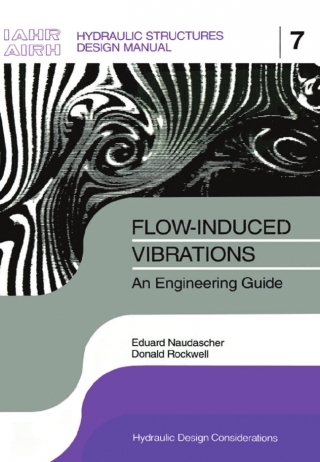 IAHR
AIRH
HYDRAULIC STRUCTURES
DESIGN MANUAL
7
FLOW-INDUCED
VIBRATIONS
An Engineering Guide
Eduard Naudascher
Donald Rockwell
Hydraulic Design Considerations